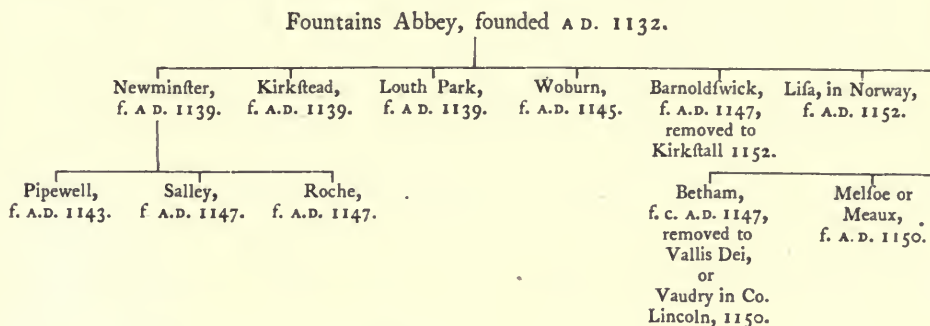 Fountains Abbey, founded A D. 1132.
Newminſter,
f. A D. 1139.
Kirkſtead,
f. A.D. 1139.
Louth Park,
f. A D. 1139.
Woburn,
f. A.D. 1145.
Barnoldſwick,
f. A.D. 1147,
removed to
Kirkſtall 1152.
Liſa, in Norway,
f. A.D. 1152.
Pipewell,
f. A.D. 1143.
Salley,
f A.D. 1147.
Roche,
f. A.D. 1147.
Betham,
f. c. A.D. 1147,
removed to
Vallis Dei,
or
Vaudry in Co.
Lincoln, 1150.
Melſoe or
Meaux,
f. A.D. 1150.